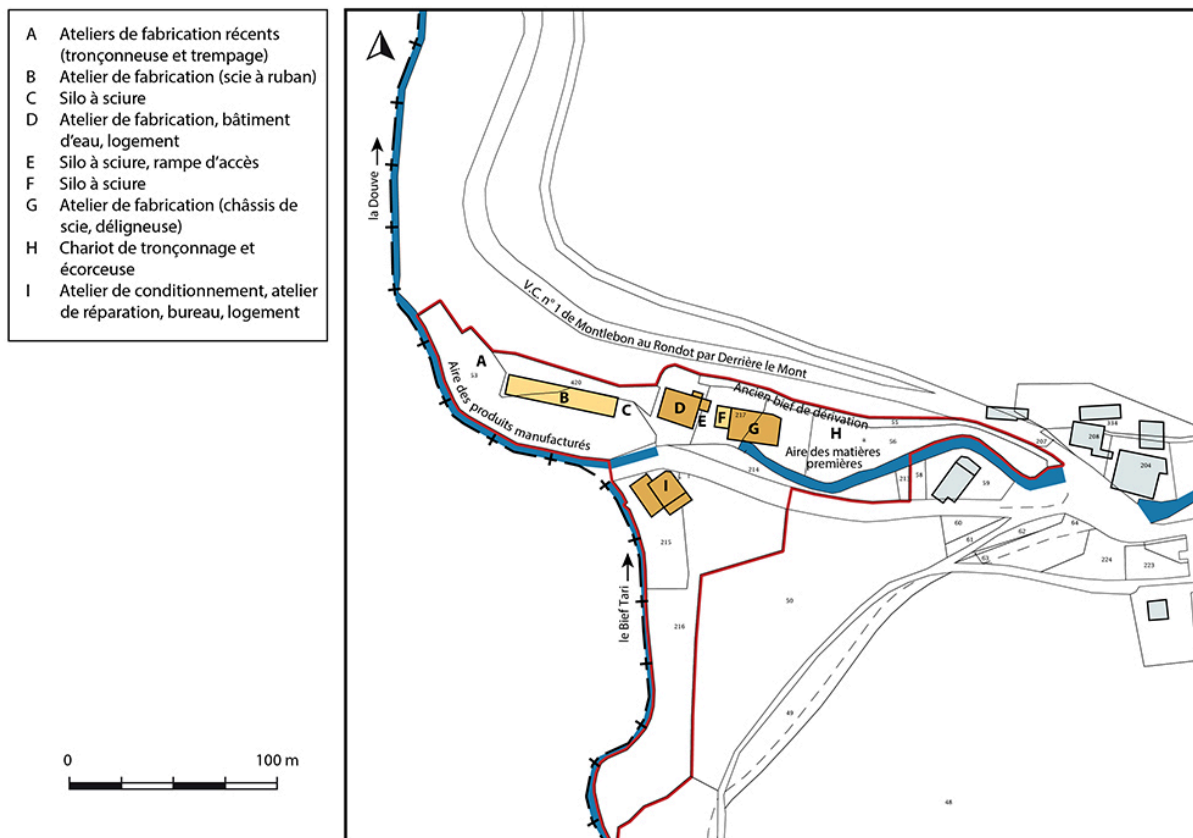 A Ateliers de fabrication récents
(tronçonneuse et trempage)
B Atelier de fabrication (scie à ruban)
C Silo à sciure
D Atelier de fabrication, bâtiment
d'eau, logement
E Silo à sciure, rampe d'accès
F Silo à sciure
G Atelier de fabrication (châssis de
scie, déligneuse)
H Chariot de tronçonnage et
écorceuse
I Atelier de conditionnement, atelier
de réparation, bureau, logement
0 100 m
la Douve
V.C. n° 1 de Montlebon au Rondot par Derrière le Mont
A
53
Aire des
produits manufacturés
420
B
C
D
E
F
237
G
Ancien bief de dérivation
H
55
6
56
Aire des matières
premières
214
58
59
207
208
338
204
I
215
216
le Bief Tari
50
60
61
62
63
64
224
223
49
48